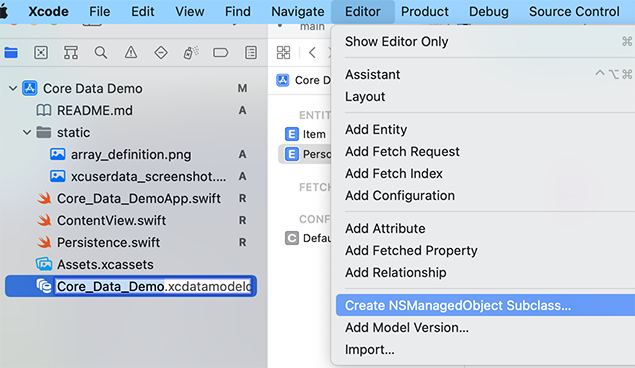 Xcode File Edit View Find Navigate Editor Product Debug Source Control
main
Core Data Demo M
README.md A
static
array_definition.png A
xcuserdata_screenshot.... A
Core_Data_DemoApp.swift R
ContentView.swift R
Persistence.swift R
Assets.xcassets
Core_Data_Demo.xcdatamodeld
Core D
ENTIT
E Item
E Perso
FETC
CONF
C Defau
Show Editor Only ⌘
Assistant ^⌥⌘
Layout
Add Entity
Add Fetch Request
Add Fetch Index
Add Configuration
Add Attribute
Add Fetched Property
Add Relationship
Create NSManagedObject Subclass...
Add Model Version...
Import...